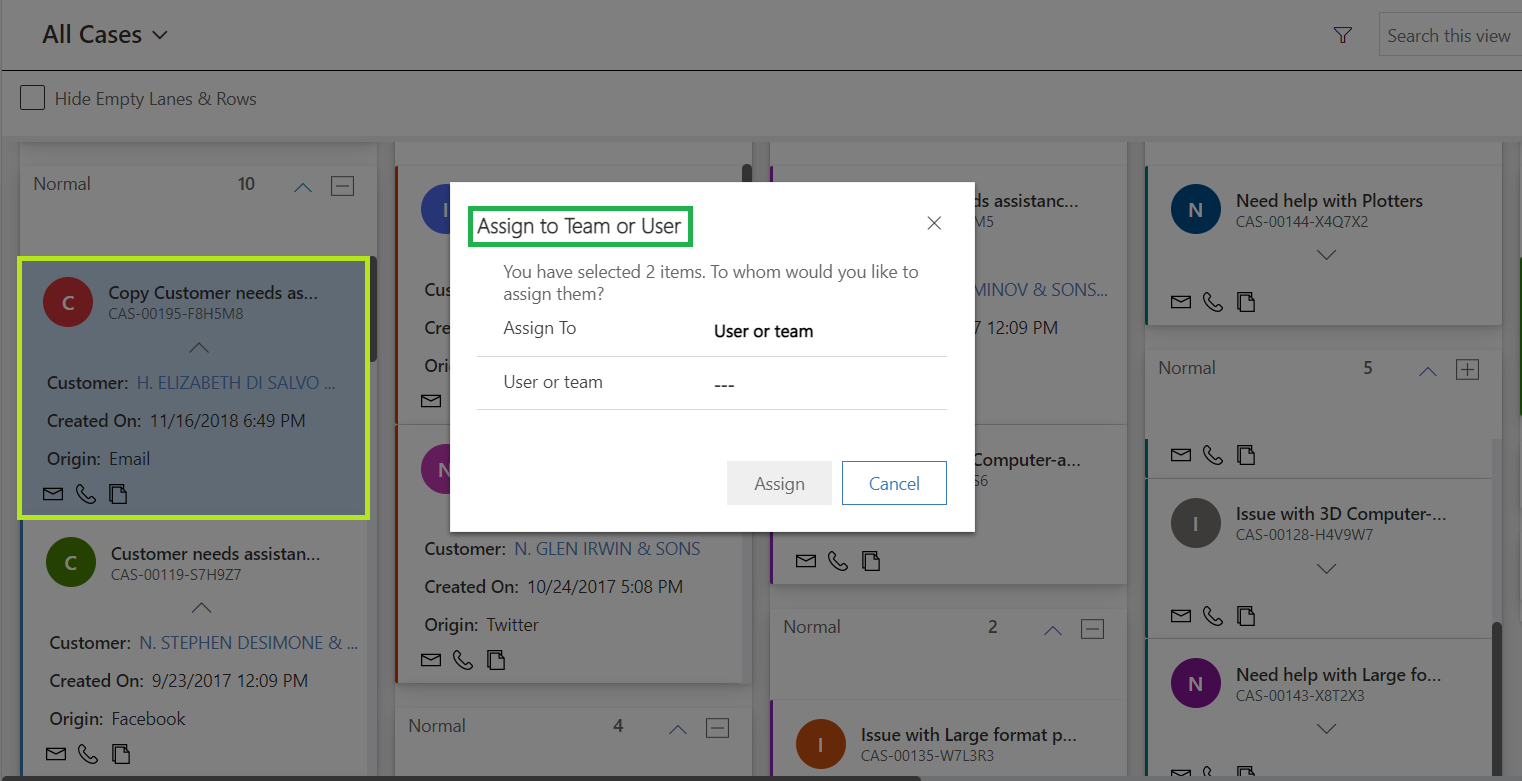 All Cases
Search this view
Hide Empty Lanes & Rows
Normal 10
C
Copy Customer needs as...
CAS-00195-F8H5M8
Customer: H. ELIZABETH DI SALVO ...
Created On: 11/16/2018 6:49 PM
Origin: Email
C
Customer needs assistan...
CAS-00119-S7H9Z7
Customer: N. STEPHEN DESIMONE & ...
Created On: 9/23/2017 12:09 PM
Origin: Facebook
I
N
Customer: N. GLEN IRWIN & SONS
Created On: 10/24/2017 5:08 PM
Origin: Twitter
Normal 4
Assign to Team or User
You have selected 2 items. To whom would you like to
assign them?
Assign To User or team
User or team ---
Assign Cancel
assistanc...
M5
& SONS...
12:09 PM
Computer-a...
S6
Normal 2
I
Issue with Large format p...
CAS-00135-W7L3R3
N
Need help with Plotters
CAS-00144-X4Q7X2
Normal 5
I
Issue with 3D Computer-...
CAS-00128-H4V9W7
N
Need help with Large fo...
CAS-00143-X8T2X3